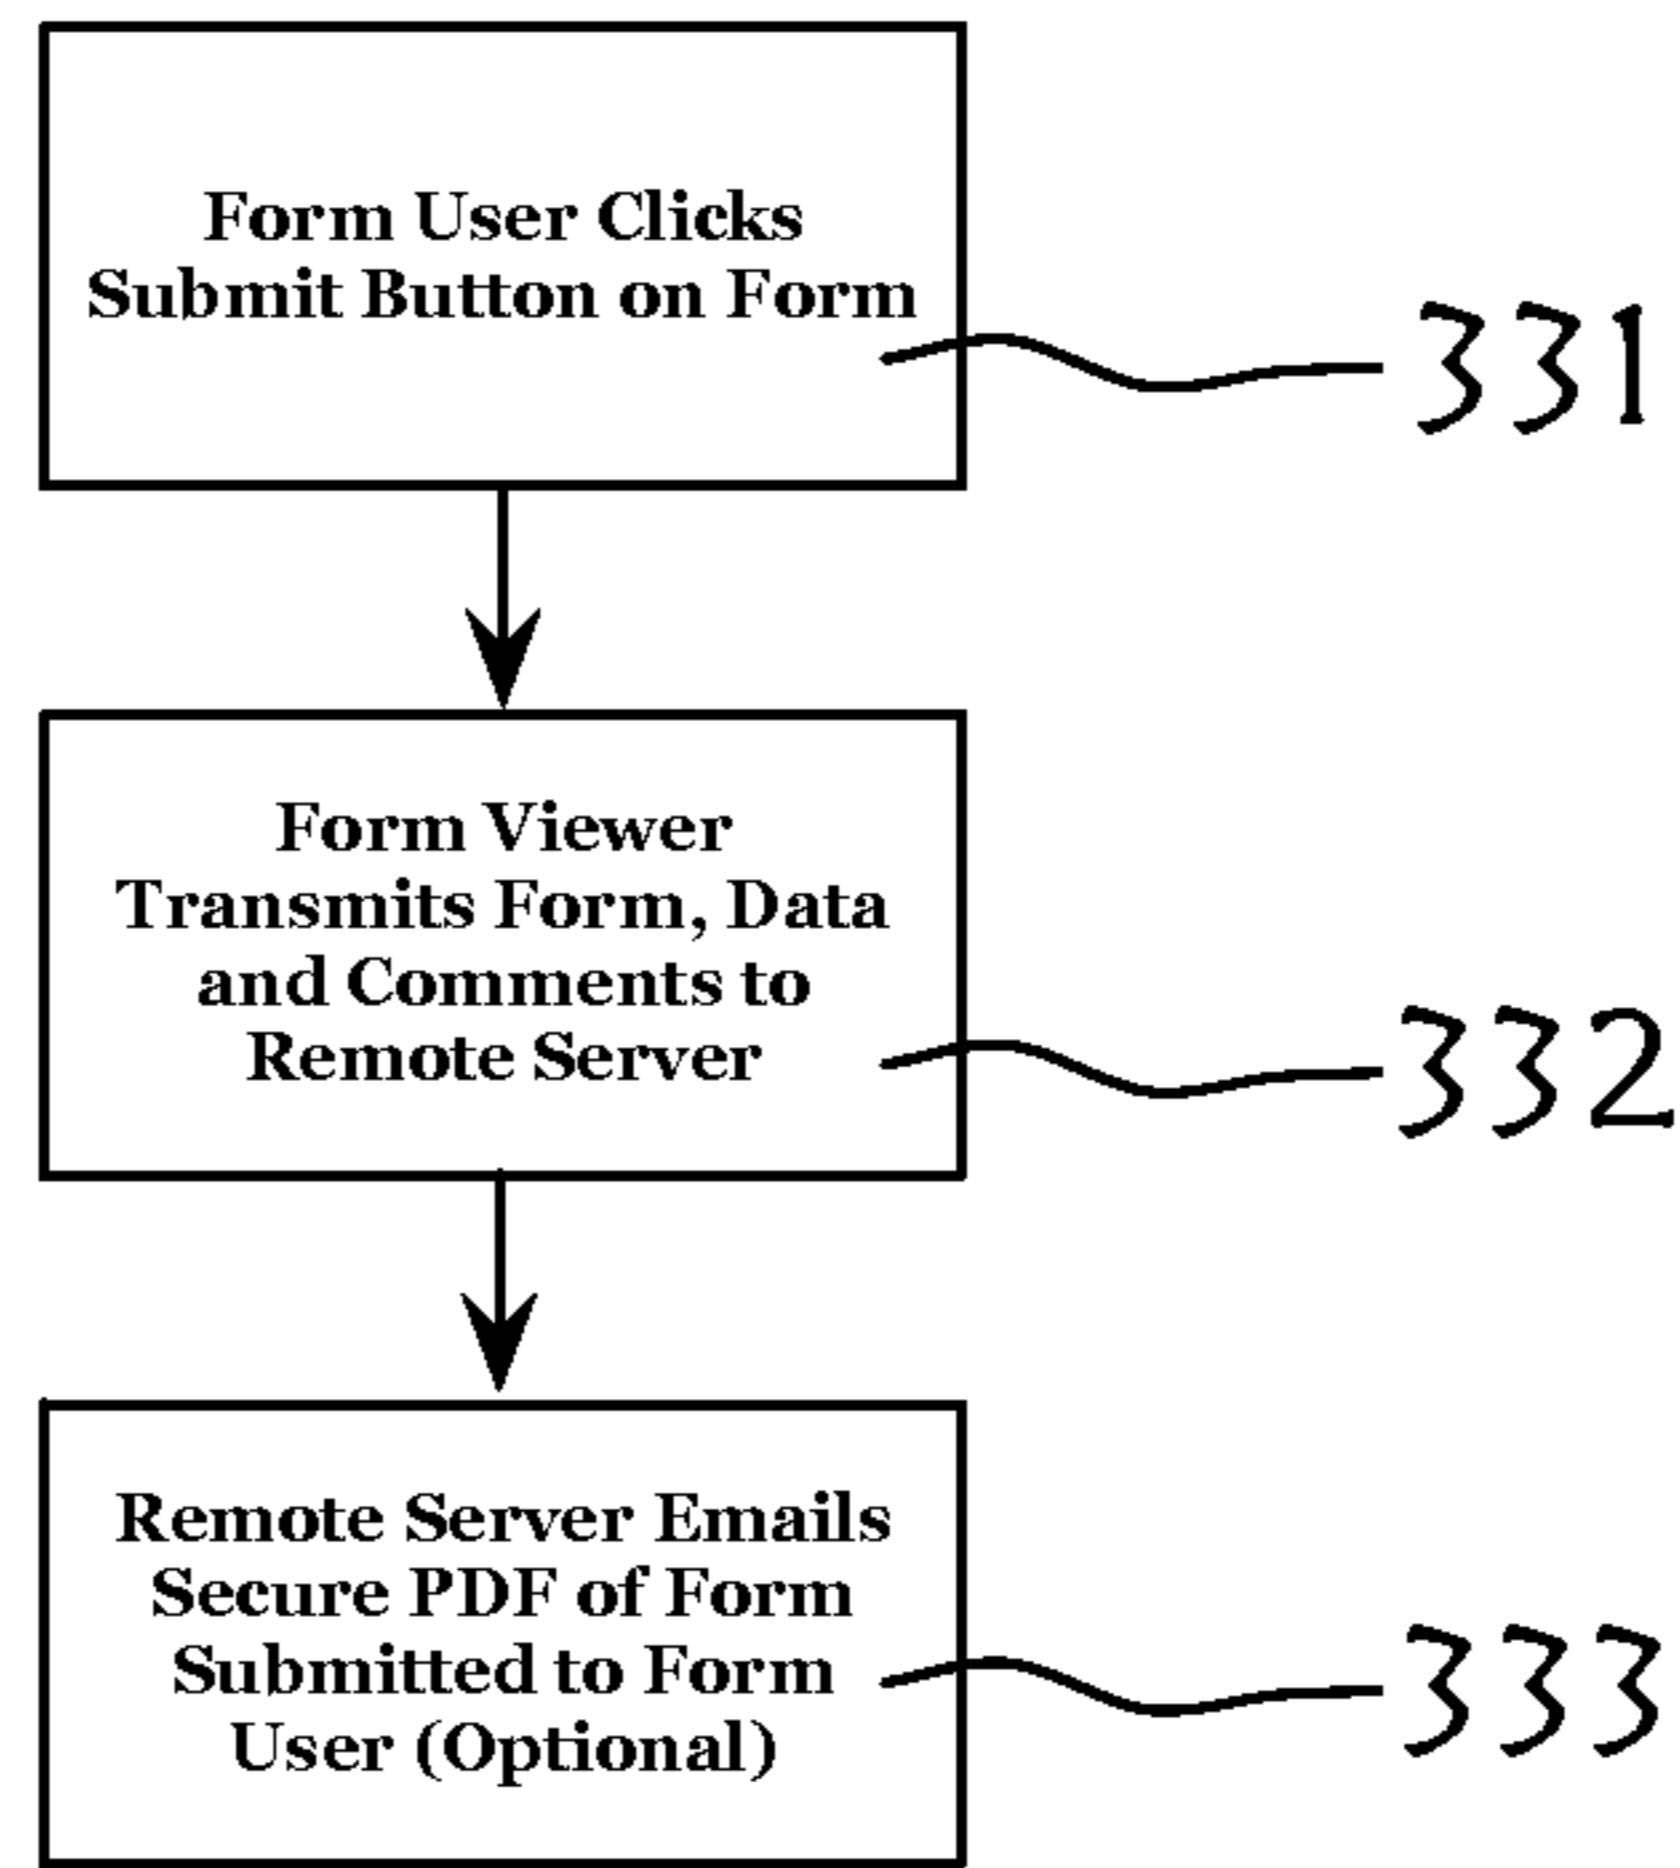 Form User Clicks
Submit Button on Form
331
Form Viewer
Transmits Form, Data
and Comments to
Remote Server
332
Remote Server Emails
Secure PDF of Form
Submitted to Form
User (Optional)
333